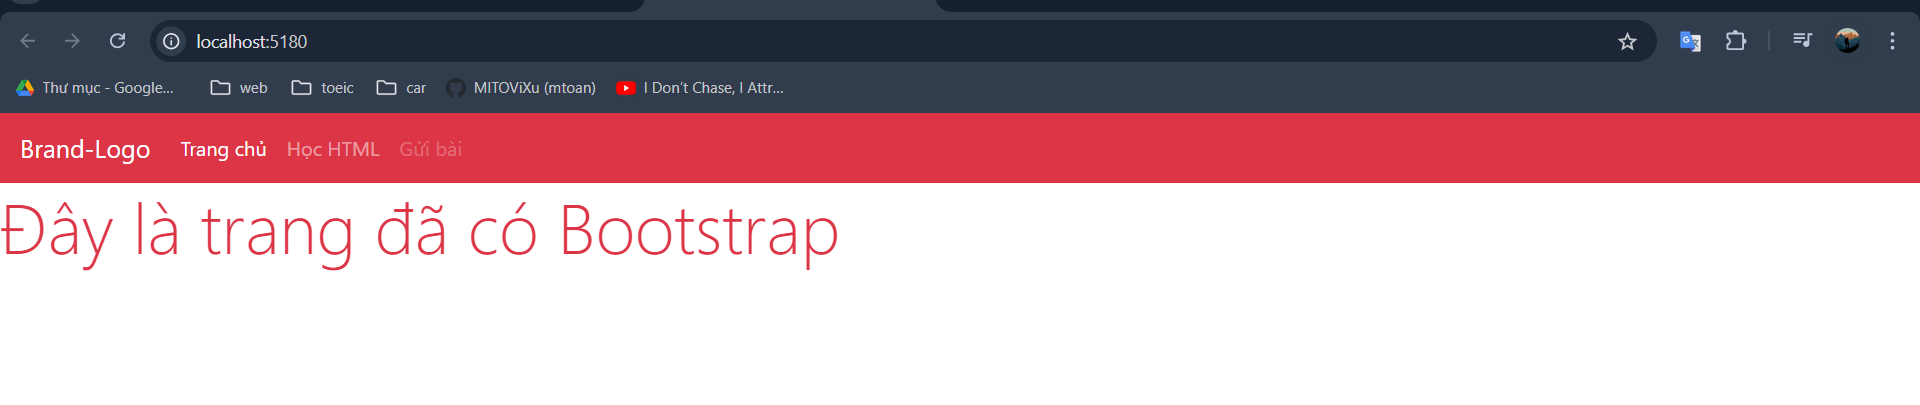 localhost:5180
Thư mục - Google... web toeic car MITOViXu (mtoan) I Don't Chase, I Attr...
Brand-Logo Trang chủ Học HTML Gửi bài
Đây là trang đã có Bootstrap